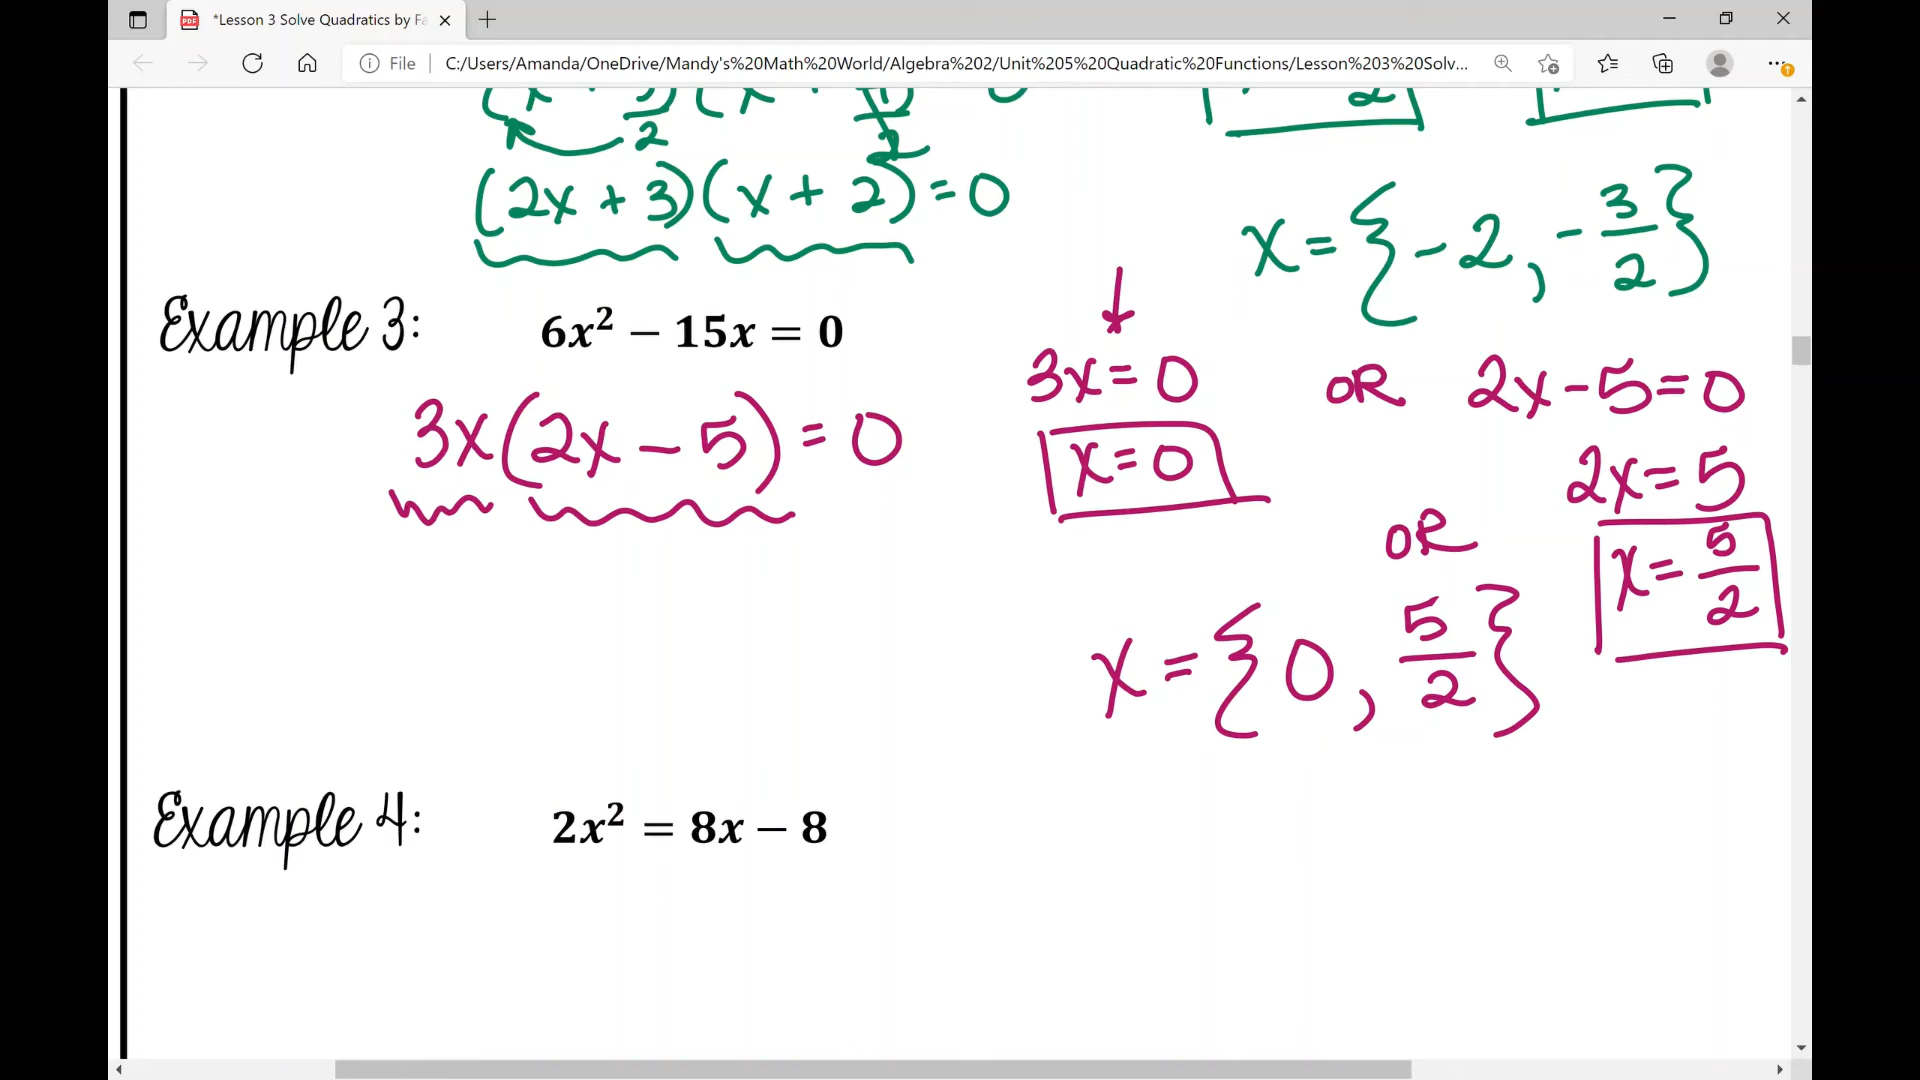 *Lesson 3 Solve Quadratics by Fa
File
C:/Users/Amanda/OneDrive/Mandy's%20Math%20World/Algebra%202/Unit%205%20Quadratic%20Functions/Lesson%203%20Solv...
(2x + 3)(x + 2) = 0
x = {-2, -3/2}
Example 3: 6x² − 15x = 0
3x(2x − 5) = 0
3x = 0 OR 2x − 5 = 0
x = 0
2x = 5
OR
x = 5/2
x = {0, 5/2}
Example 4: 2x² = 8x − 8